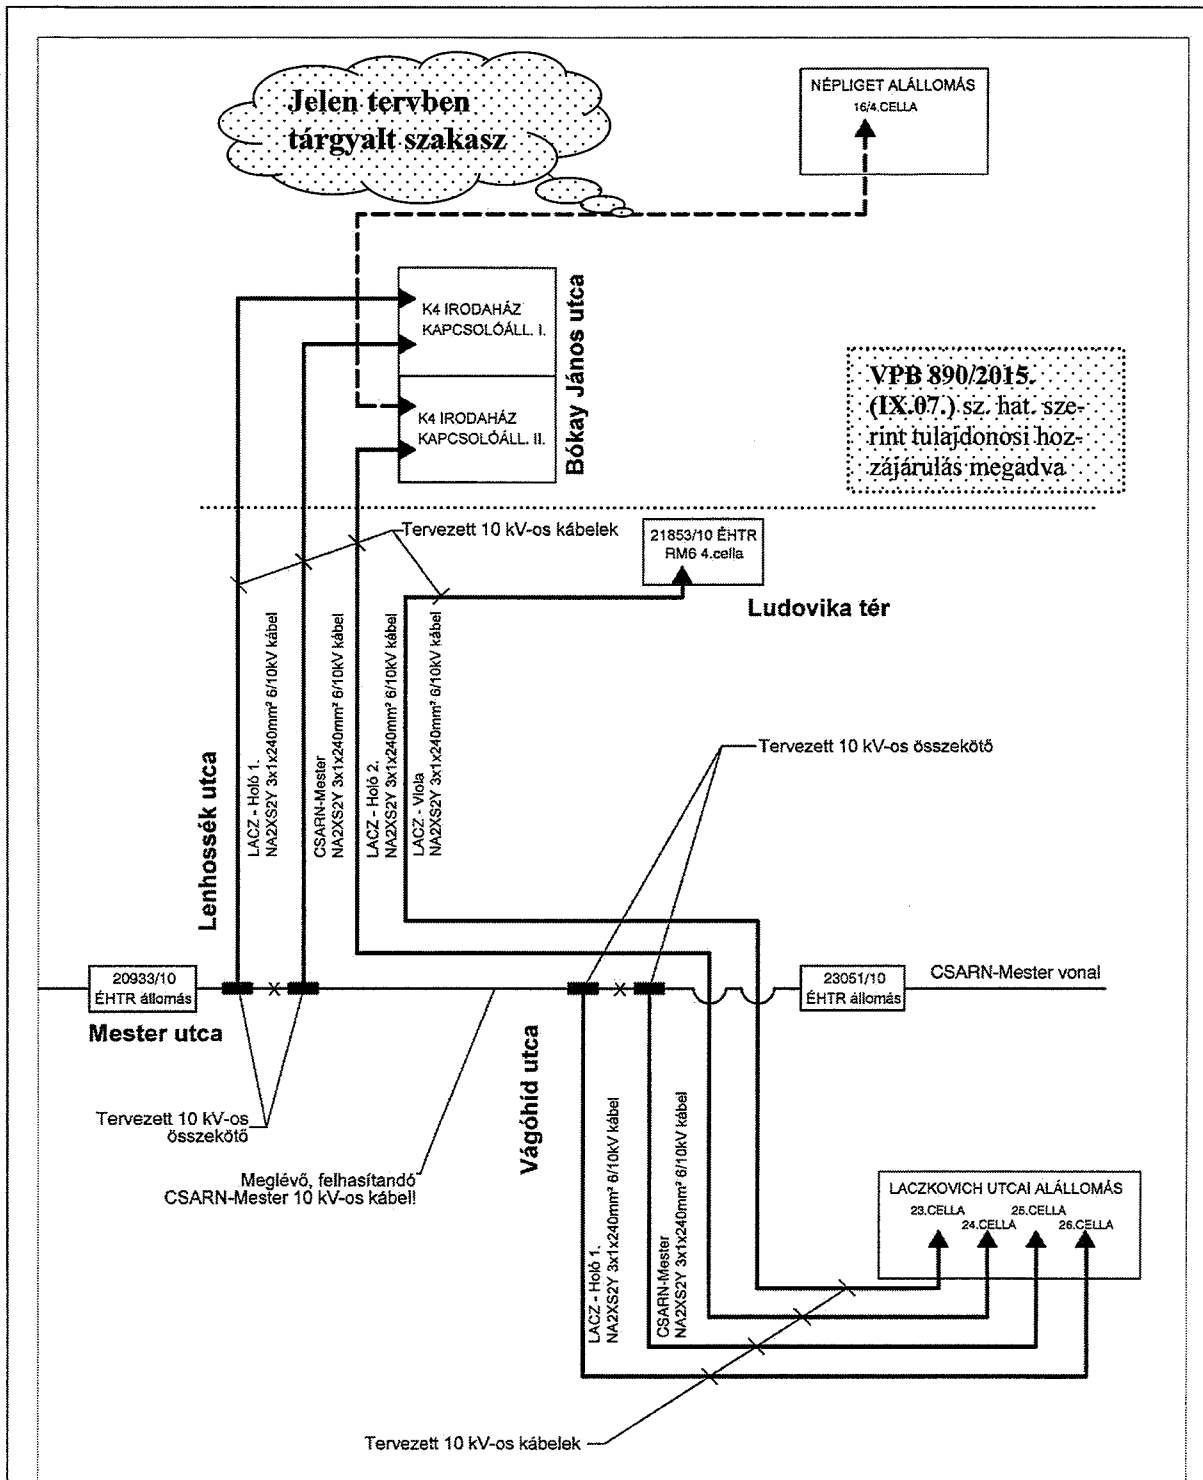 Jelen tervben
tárgyalt szakasz
NÉPLIGET ALÁLLOMÁS
16/4.CELLA
K4 IRODAHÁZ
KAPCSOLÓÁLL. I.
K4 IRODAHÁZ
KAPCSOLÓÁLL. II.
Bókay János utca
VPB 890/2015.
(IX.07.) sz. hat. sze-
rint tulajdonosi hoz-
zájárulás megadva
Tervezett 10 kV-os kábelek
21853/10 ÉHTR
RM6 4.cella
Ludovika tér
Lenhossék utca
LACZ - Holó 1.
NA2XS2Y 3x1x240mm² 6/10kV kábel
CSARN-Mester
NA2XS2Y 3x1x240mm² 6/10kV kábel
LACZ - Holó 2.
NA2XS2Y 3x1x240mm² 6/10kV kábel
LACZ - Viola
NA2XS2Y 3x1x240mm² 6/10kV kábel
Tervezett 10 kV-os összekötő
20933/10
ÉHTR állomás
Mester utca
23051/10
ÉHTR állomás
CSARN-Mester vonal
Tervezett 10 kV-os
összekötő
Vágóhíd utca
Meglévő, felhasítandó
CSARN-Mester 10 kV-os kábel!
LACZ - Holó 1.
NA2XS2Y 3x1x240mm² 6/10kV kábel
CSARN-Mester
NA2XS2Y 3x1x240mm² 6/10kV kábel
LACZKOVICH UTCAI ALÁLLOMÁS
23.CELLA
24.CELLA
25.CELLA
26.CELLA
Tervezett 10 kV-os kábelek